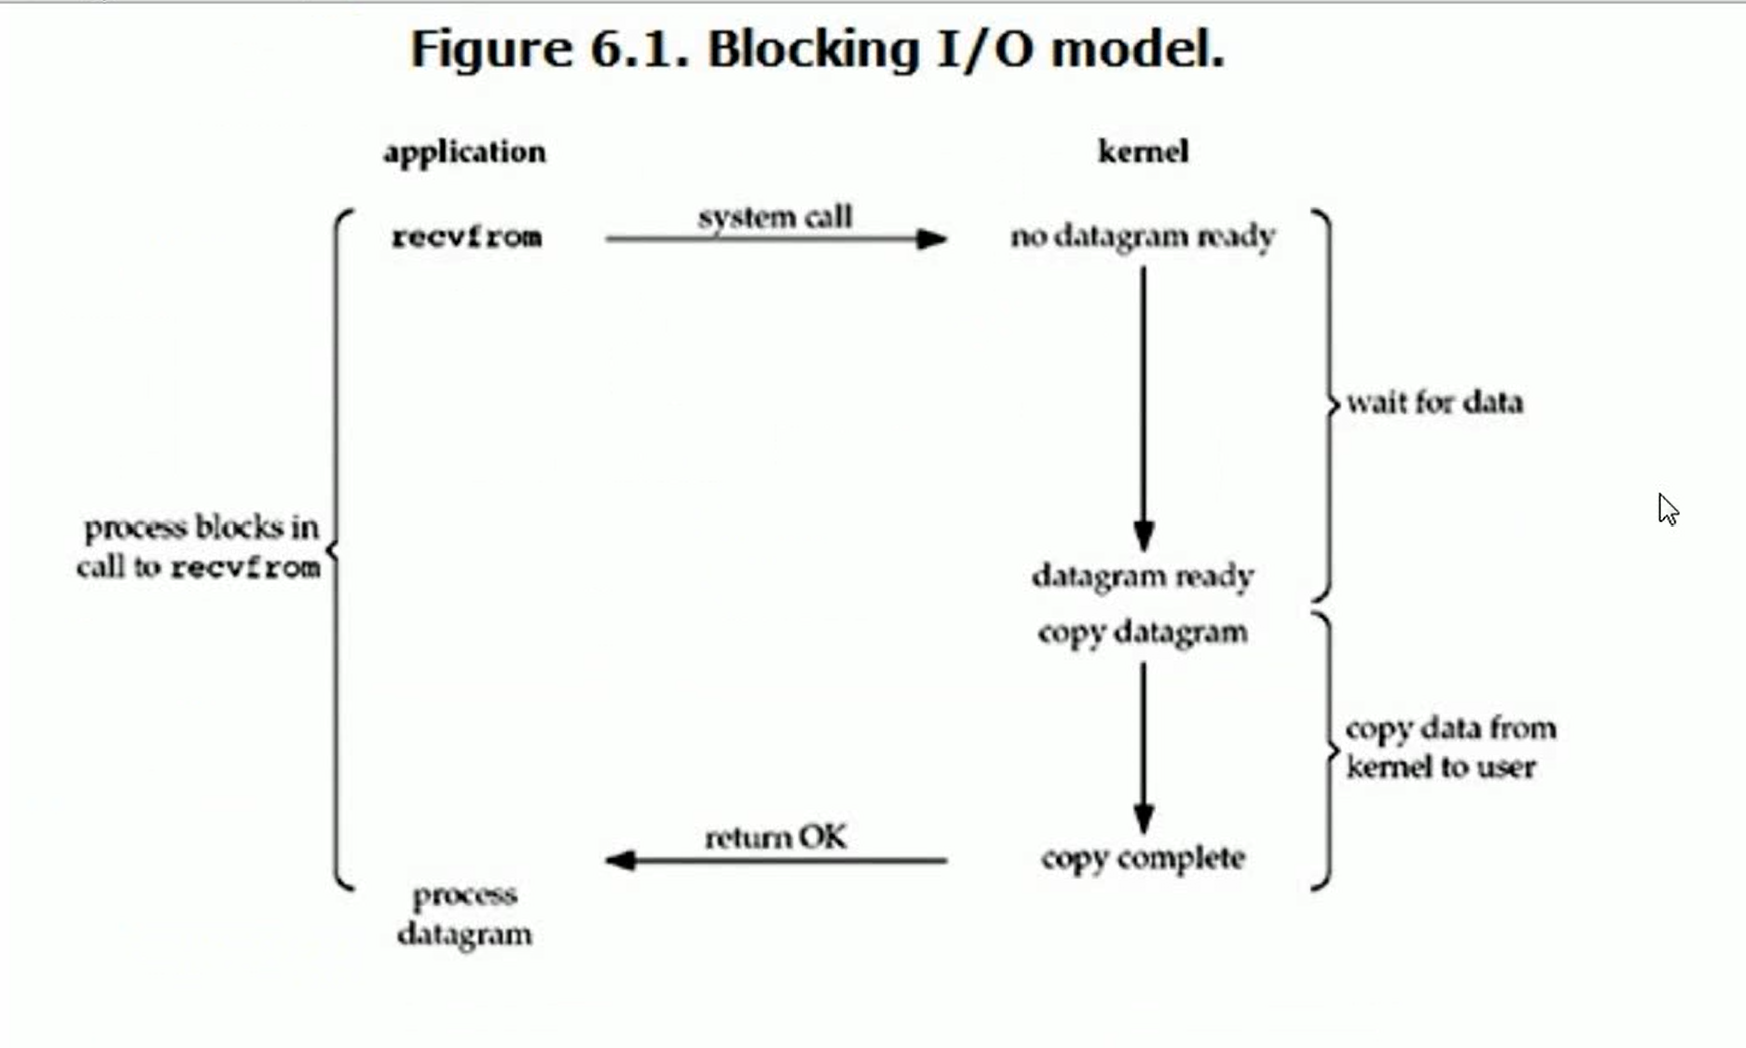 Figure 6.1. Blocking I/O model.
application
kernel
recvfrom
system call
no datagram ready
wait for data
process blocks in
call to recvfrom
datagram ready
copy datagram
copy data from
kernel to user
return OK
copy complete
process
datagram